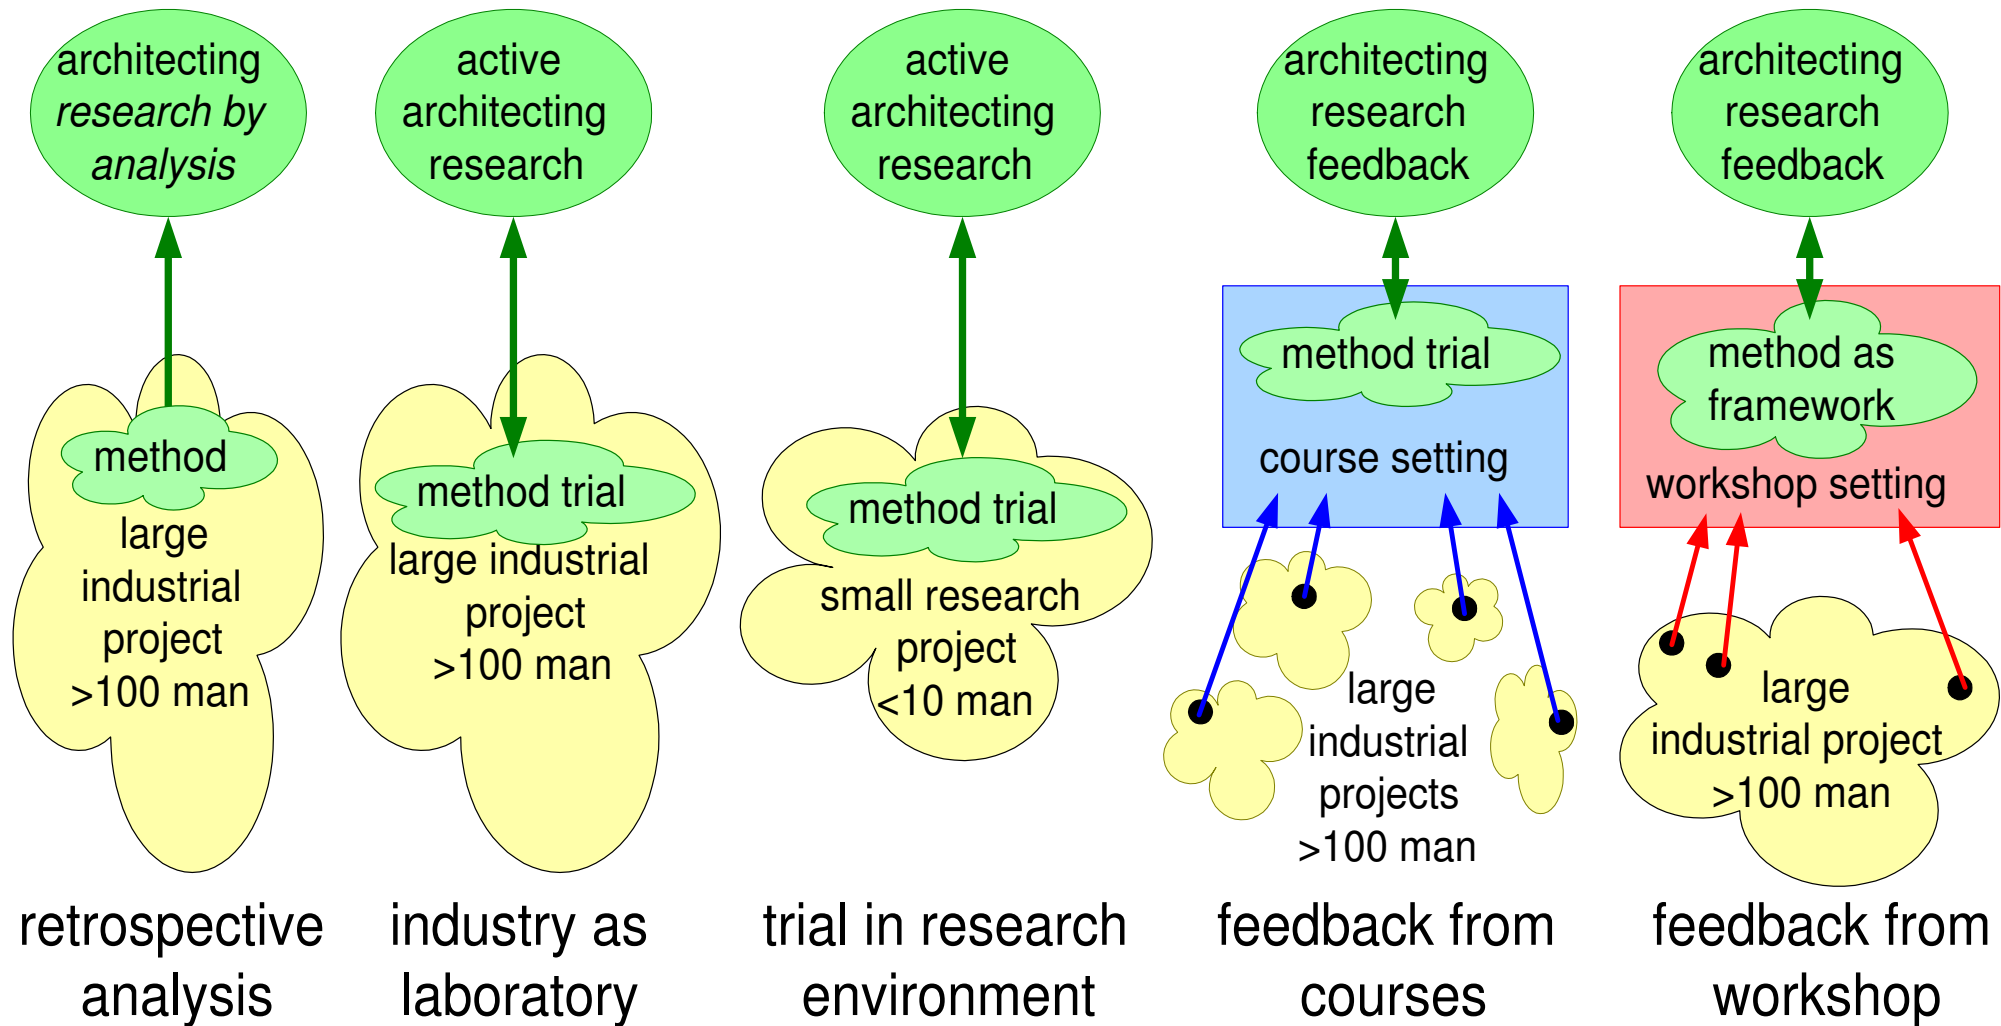 architecting
research by
analysis
method
large
industrial
project
>100 man
retrospective
analysis
active
architecting
research
method trial
large industrial
project
>100 man
industry as
laboratory
active
architecting
research
method trial
small research
project
<10 man
trial in research
environment
architecting
research
feedback
method trial
course setting
large
industrial
projects
>100 man
feedback from
courses
architecting
research
feedback
method as
framework
workshop setting
large
industrial project
>100 man
feedback from
workshop